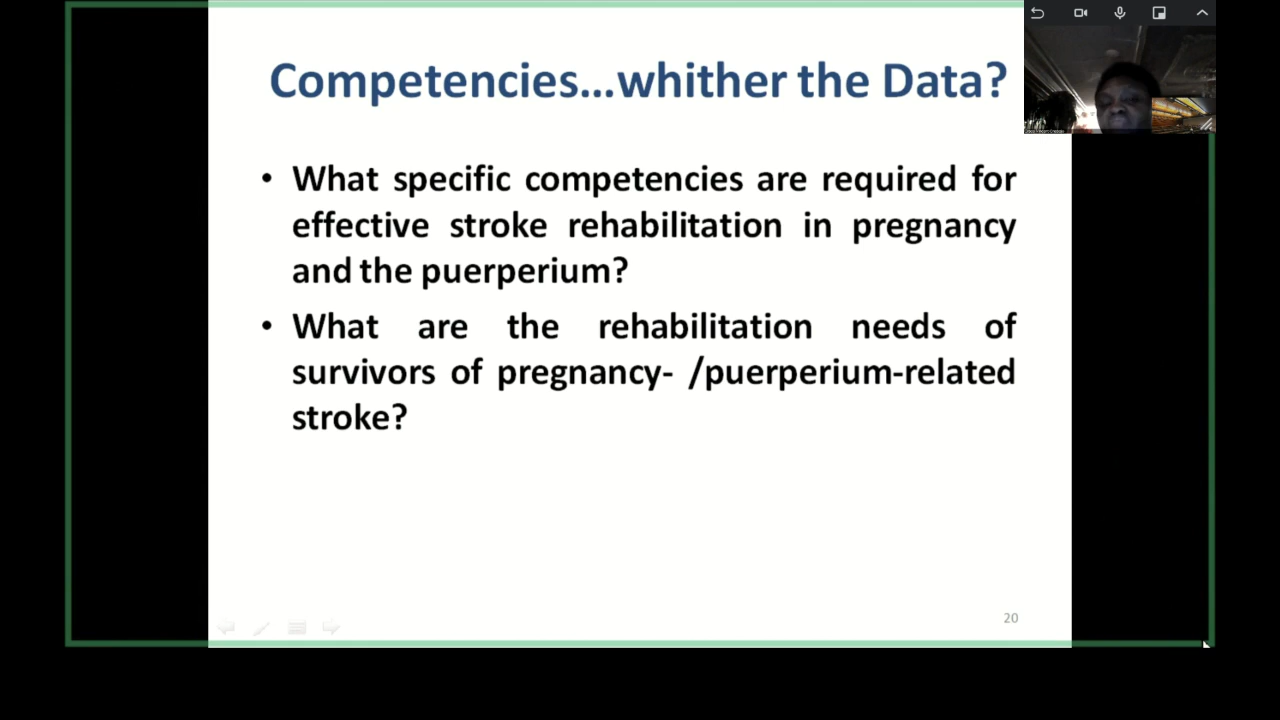 Competencies...whither the Data?
• What specific competencies are required for
effective stroke rehabilitation in pregnancy
and the puerperium?
• What are the rehabilitation needs of
survivors of pregnancy- /puerperium-related
stroke?
20